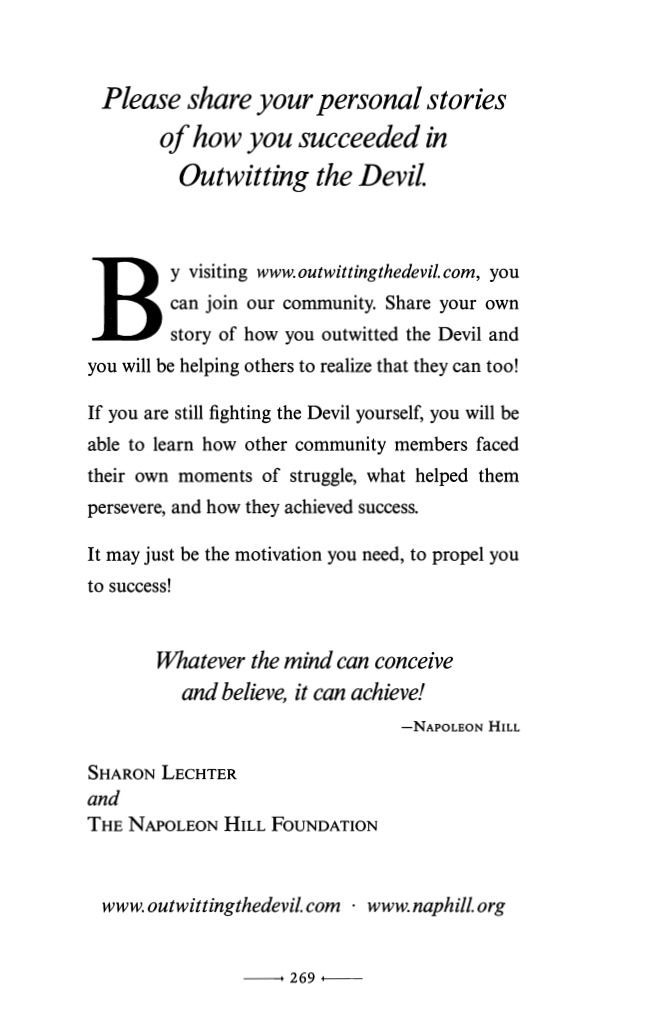 Please share your personal stories
of how you succeeded in
Outwitting the Devil.
By visiting www.outwittingthedevil.com, you
can join our community. Share your own
story of how you outwitted the Devil and
you will be helping others to realize that they can too!
If you are still fighting the Devil yourself, you will be
able to learn how other community members faced
their own moments of struggle, what helped them
persevere, and how they achieved success.
It may just be the motivation you need, to propel you
to success!
Whatever the mind can conceive
and believe, it can achieve!
—Napoleon Hill
Sharon Lechter
and
The Napoleon Hill Foundation
www.outwittingthedevil.com · www.naphill.org
269